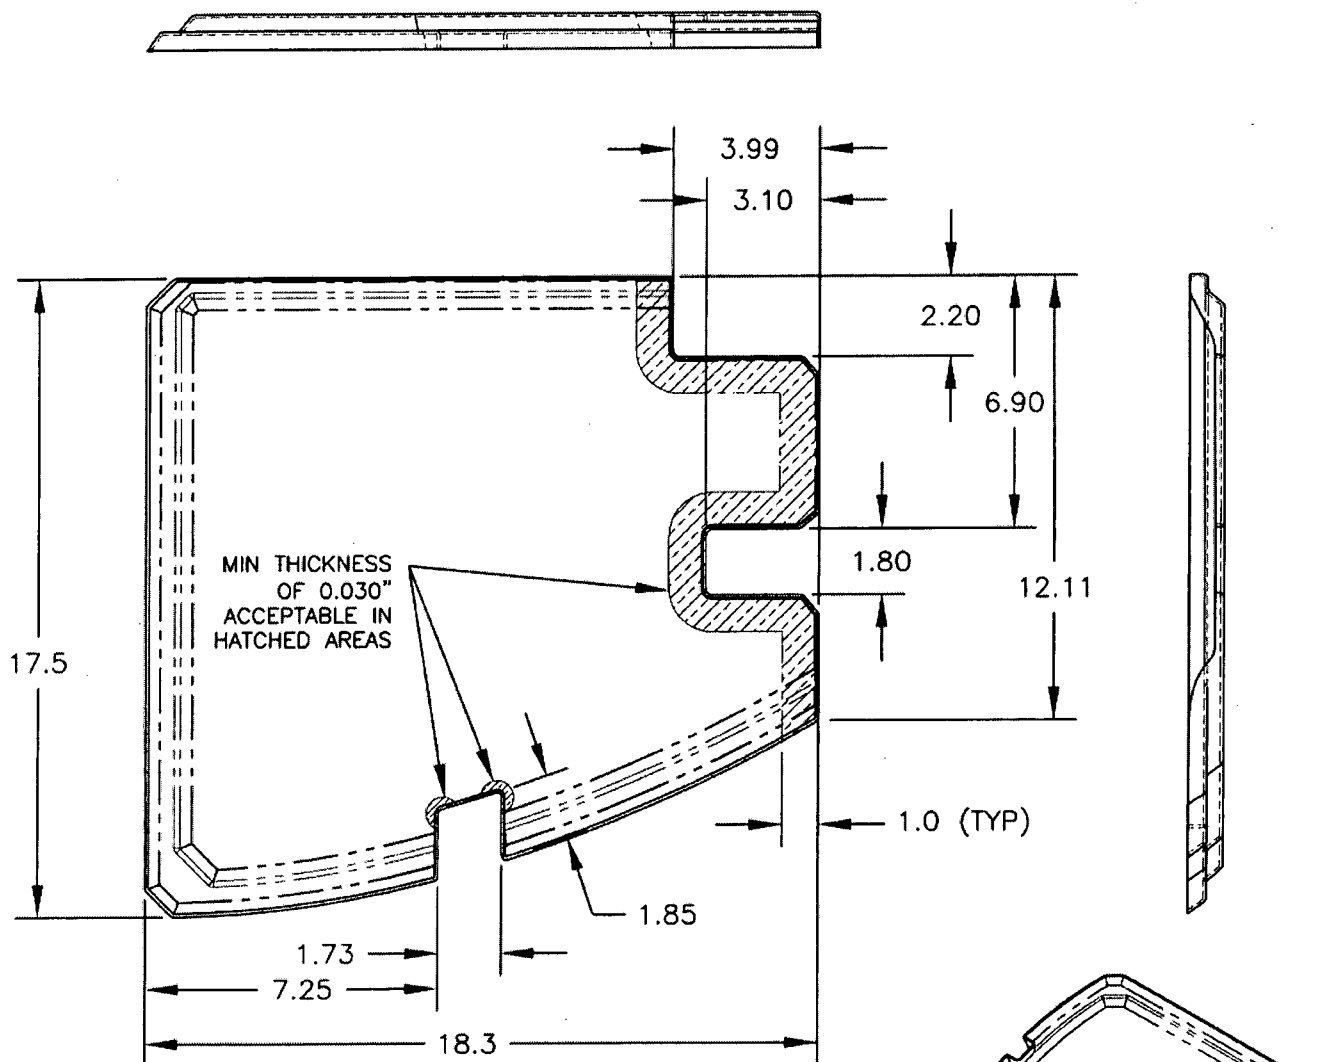 3.99
3.10
2.20
6.90
MIN THICKNESS
OF 0.030"
ACCEPTABLE IN
HATCHED AREAS
1.80
12.11
17.5
1.0 (TYP)
1.85
1.73
7.25
18.3